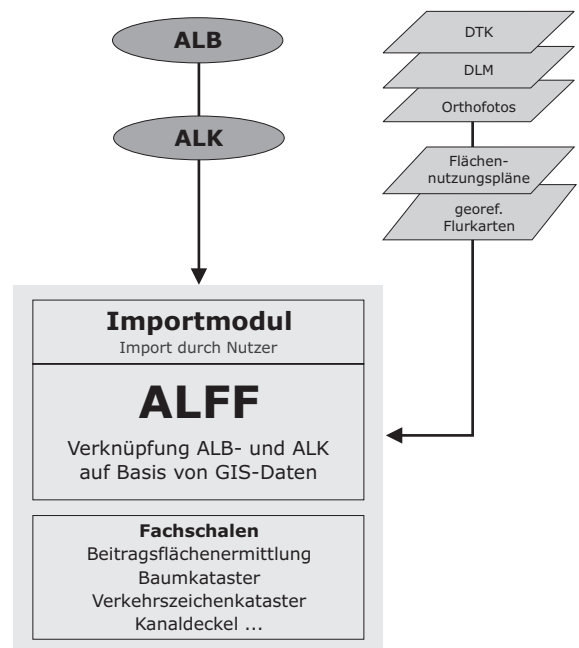 ALB
ALK
DTK
DLM
Orthofotos
Flächen-
nutzungspläne
georef.
Flurkarten
Importmodul
Import durch Nutzer
ALFF
Verknüpfung ALB- und ALK
auf Basis von GIS-Daten
Fachschalen
Beitragsflächenermittlung
Baumkataster
Verkehrszeichenkataster
Kanaldeckel ...